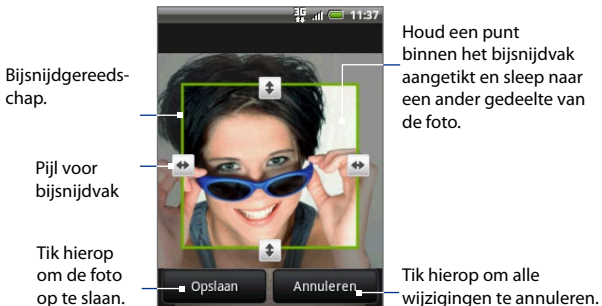 3G 11:37
Bijsnijdgereeds-
chap.
Pijl voor
bijsnijdvak
Tik hierop
om de foto
op te slaan.
Houd een punt
binnen het bijsnijdvak
aangetikt en sleep naar
een ander gedeelte van
de foto.
Opslaan
Annuleren
Tik hierop om alle
wijzigingen te annuleren.